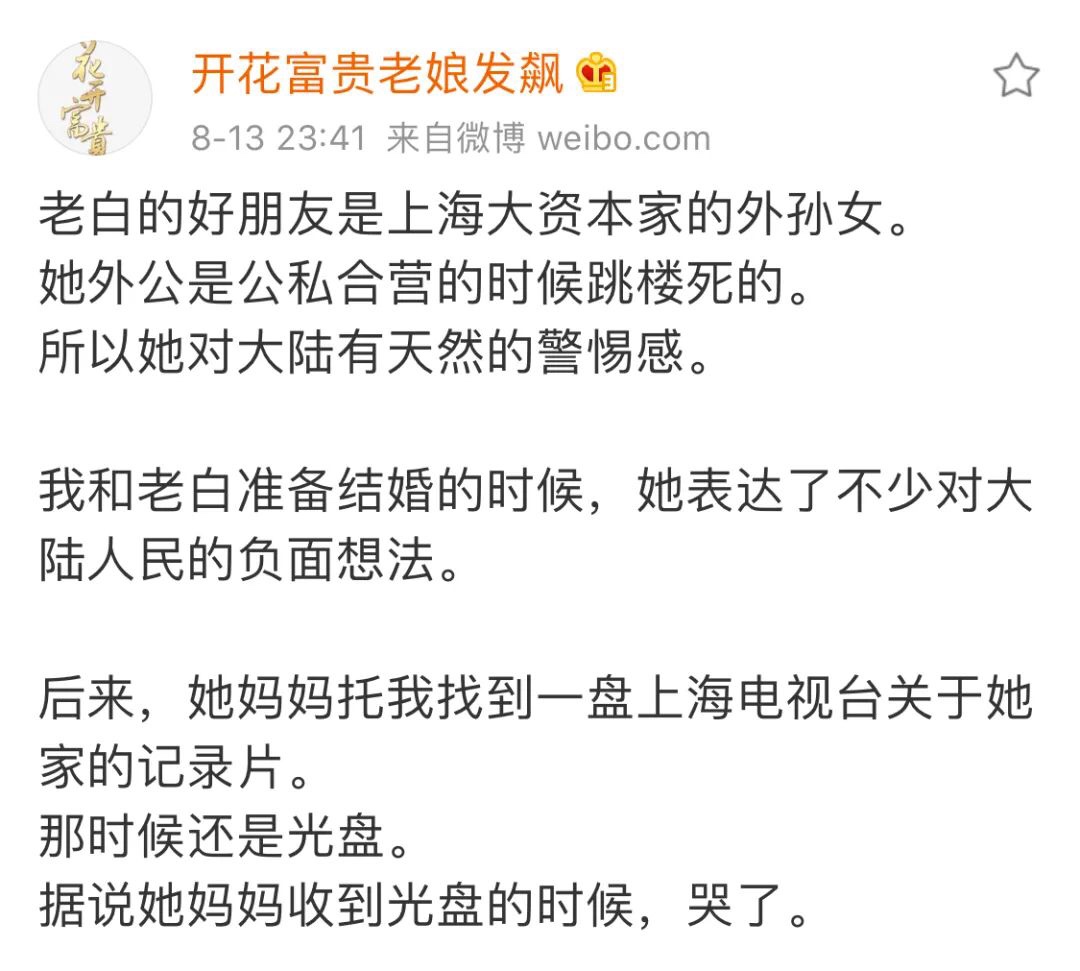 花开富贵
开花富贵老娘发飙
8-13 23:41 来自微博 weibo.com
老白的好朋友是上海大资本家的外孙女。
她外公是公私合营的时候跳楼死的。
所以她对大陆有天然的警惕感。
我和老白准备结婚的时候，她表达了不少对大
陆人民的负面想法。
后来，她妈妈托我找到一盘上海电视台关于她
家的记录片。
那时候还是光盘。
据说她妈妈收到光盘的时候，哭了。